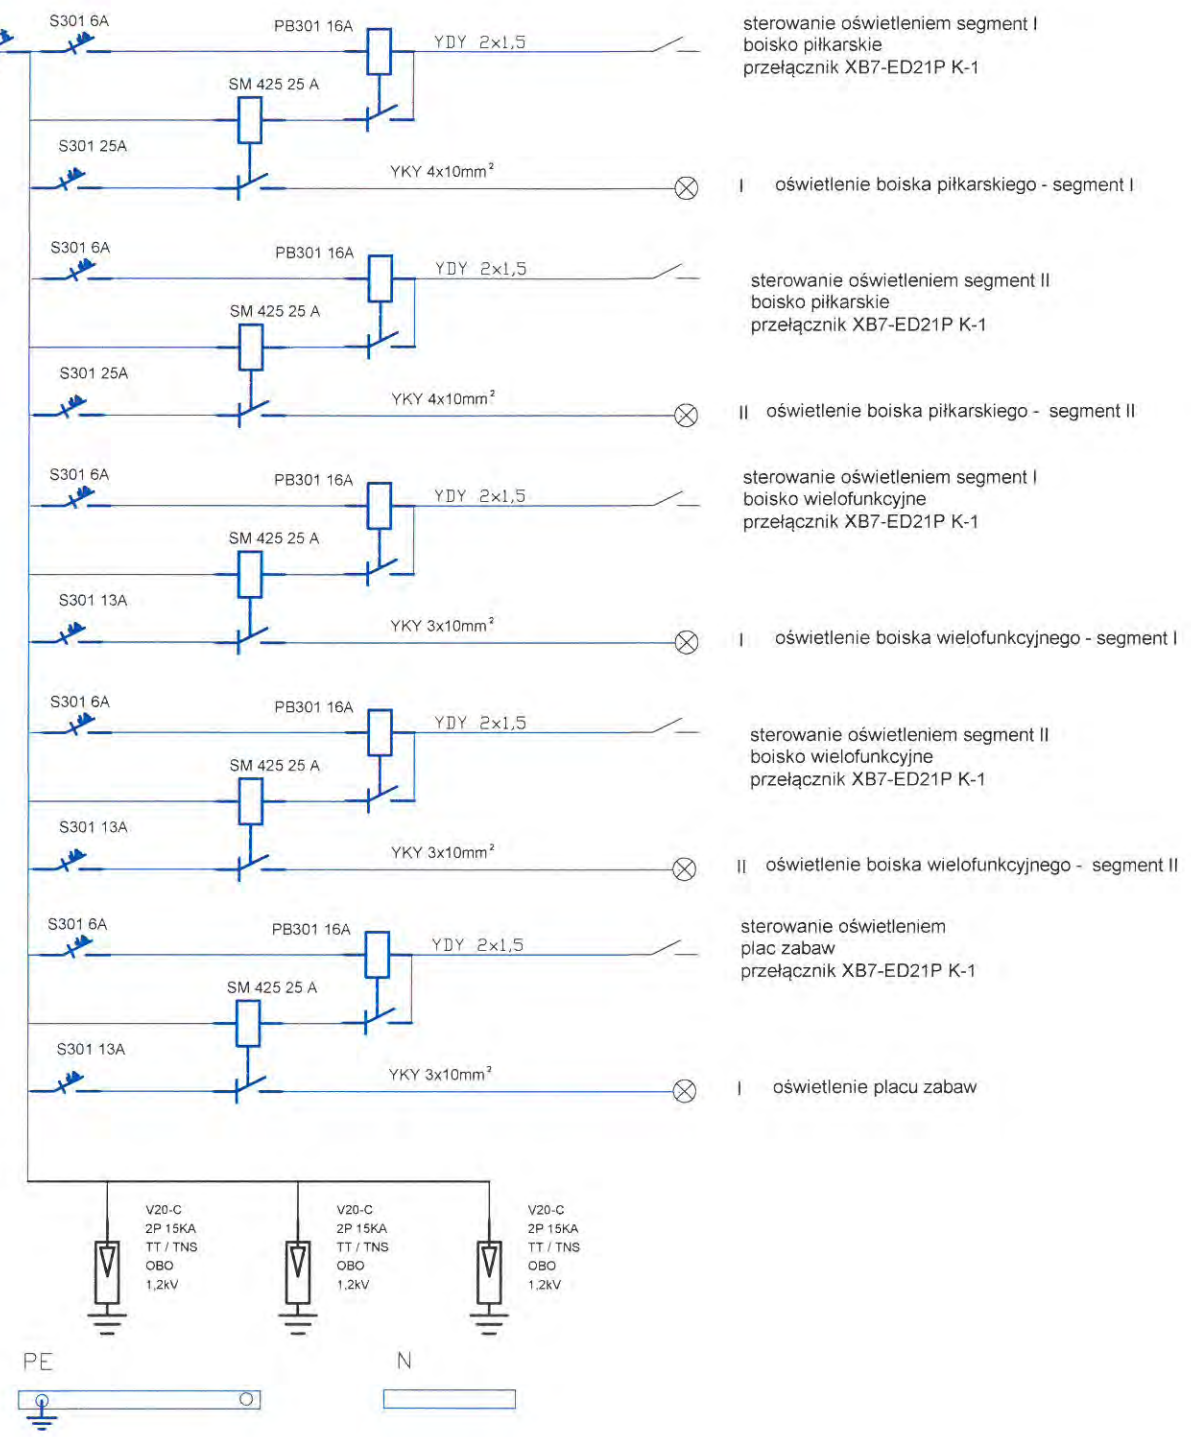 S301 6A
PB301 16A
YDY 2x1,5
sterowanie oświetleniem segment I
boisko piłkarskie
przełącznik XB7-ED21P K-1
SM 425 25 A
S301 25A
YKY 4x10mm²
I oświetlenie boiska piłkarskiego - segment I
S301 6A
PB301 16A
YDY 2x1,5
sterowanie oświetleniem segment II
boisko piłkarskie
przełącznik XB7-ED21P K-1
SM 425 25 A
S301 25A
YKY 4x10mm²
II oświetlenie boiska piłkarskiego - segment II
S301 6A
PB301 16A
YDY 2x1,5
sterowanie oświetleniem segment I
boisko wielofunkcyjne
przełącznik XB7-ED21P K-1
SM 425 25 A
S301 13A
YKY 3x10mm²
I oświetlenie boiska wielofunkcyjnego - segment I
S301 6A
PB301 16A
YDY 2x1,5
sterowanie oświetleniem segment II
boisko wielofunkcyjne
przełącznik XB7-ED21P K-1
SM 425 25 A
S301 13A
YKY 3x10mm²
II oświetlenie boiska wielofunkcyjnego - segment II
S301 6A
PB301 16A
YDY 2x1,5
sterowanie oświetleniem
plac zabaw
przełącznik XB7-ED21P K-1
SM 425 25 A
S301 13A
YKY 3x10mm²
I oświetlenie placu zabaw
V20-C
2P 15KA
TT / TNS
OBO
1,2kV
V20-C
2P 15KA
TT / TNS
OBO
1,2kV
V20-C
2P 15KA
TT / TNS
OBO
1,2kV
PE
N